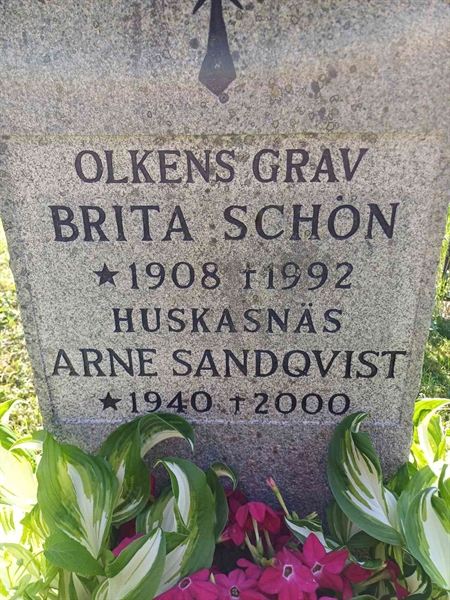 OLKENS GRAV
BRITA SCHÖN
★ 1908 † 1992
HUSKASNÄS
ARNE SANDQVIST
★ 1940 † 2000